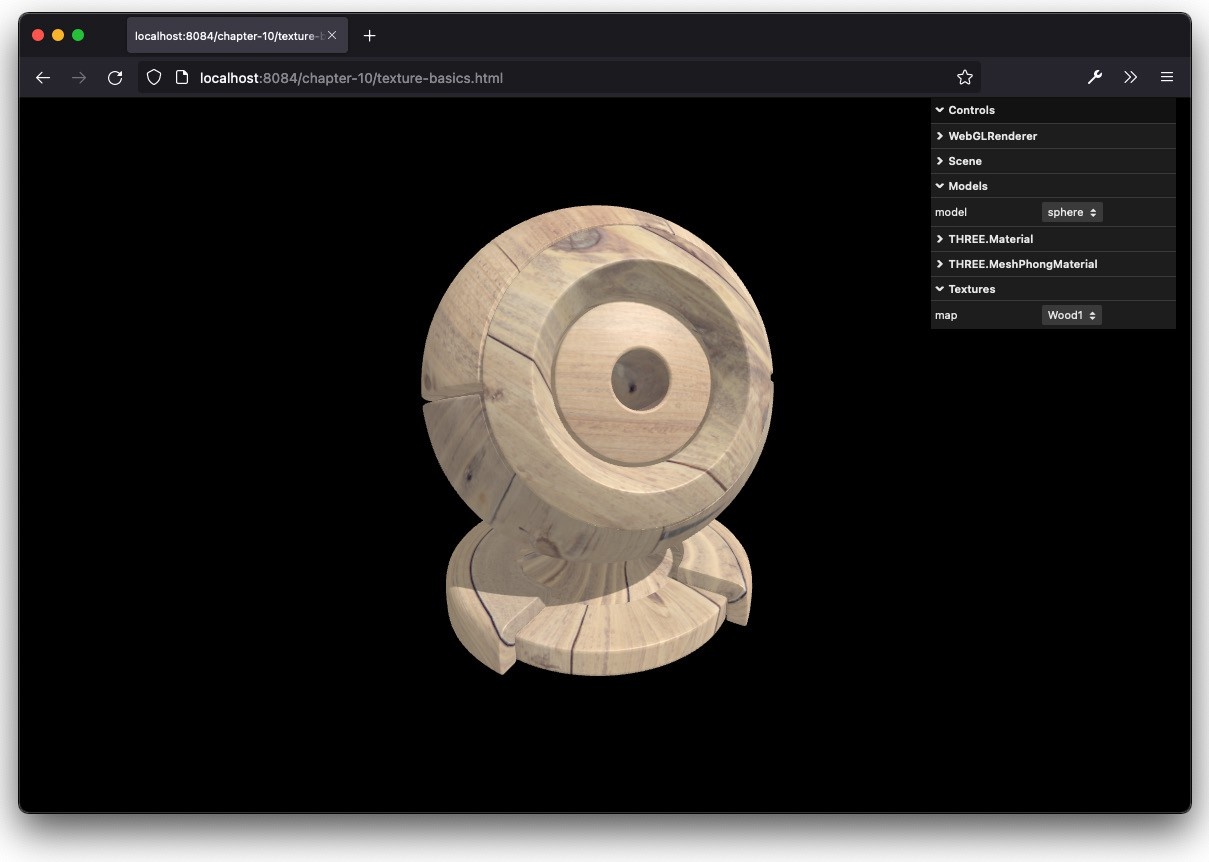 localhost:8084/chapter-10/texture-b
localhost:8084/chapter-10/texture-basics.html
Controls
WebGLRenderer
Scene
Models
model sphere
THREE.Material
THREE.MeshPhongMaterial
Textures
map Wood1